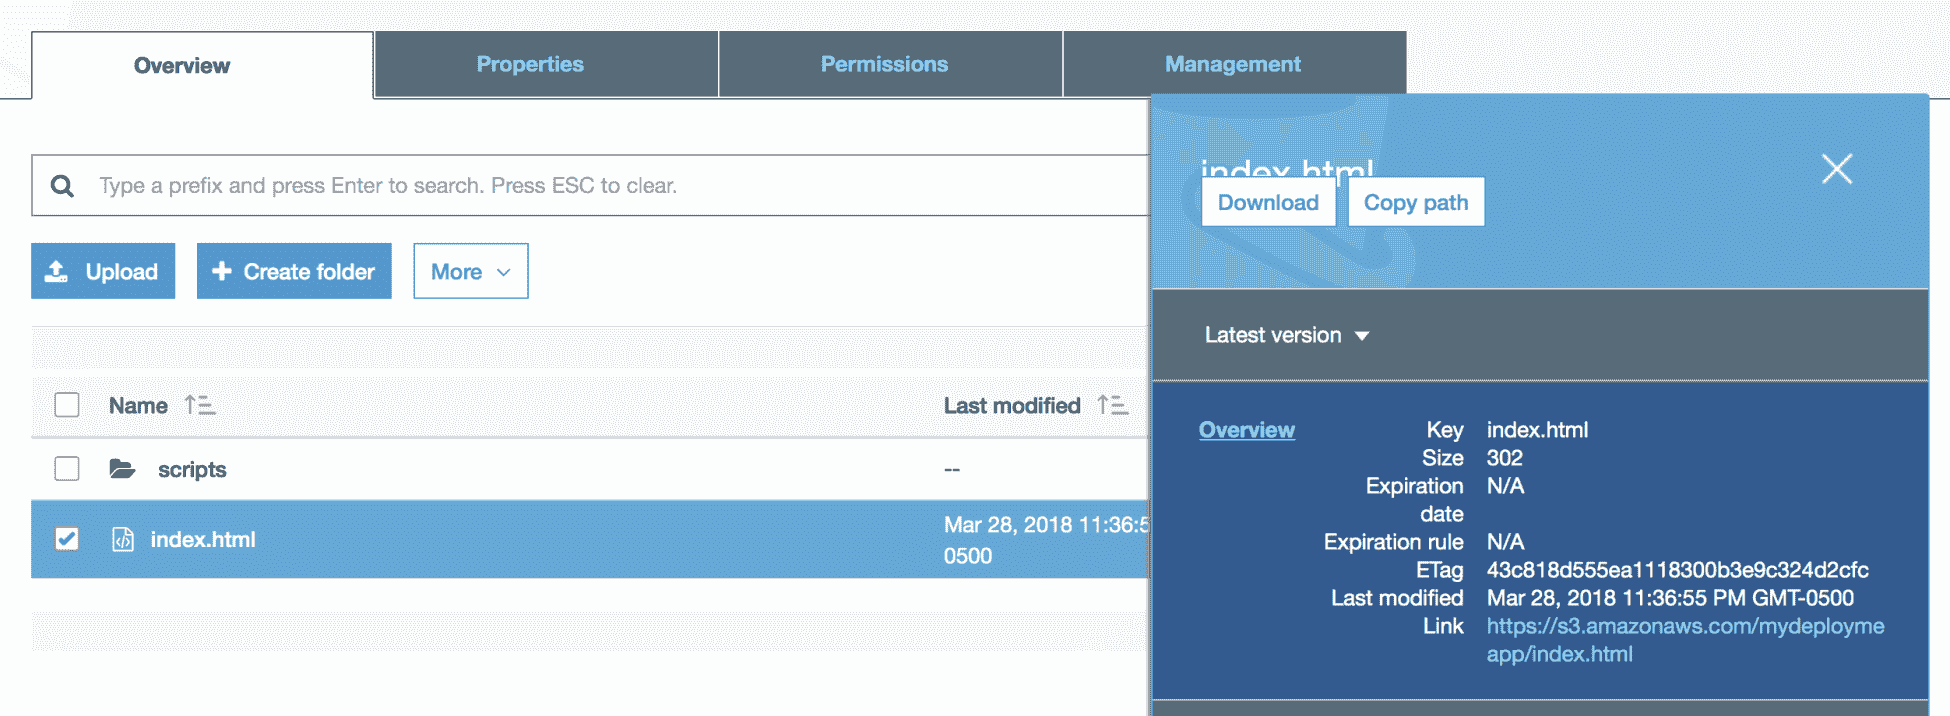 Overview
Properties
Permissions
Management
Type a prefix and press Enter to search. Press ESC to clear.
index.html
Download
Copy path
Upload
Create folder
More
Latest version
Name
Last modified
scripts
--
index.html
Mar 28, 2018 11:36:5
0500
Overview
Key index.html
Size 302
Expiration N/A
date
Expiration rule N/A
ETag 43c818d555ea1118300b3e9c324d2cfc
Last modified Mar 28, 2018 11:36:55 PM GMT-0500
Link https://s3.amazonaws.com/mydeployme
app/index.html